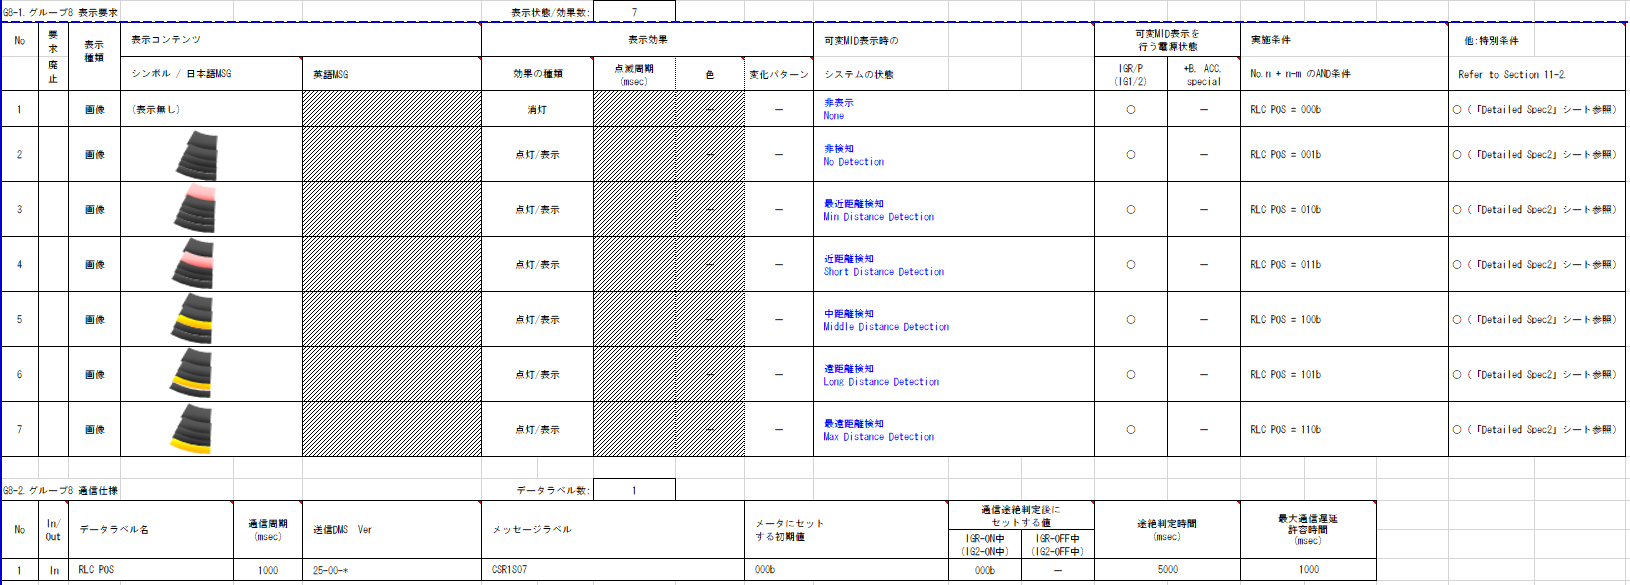 G8-1.グループ8 表示要求 表示状態/効果数: 7
No 要求廃止 表示種類 表示コンテンツ 表示効果 可変MID表示時の 可変MID表示を行う電源状態 実施条件 他:特別条件
シンボル / 日本語MSG 英語MSG 効果の種類 点滅周期(msec) 色 変化パターン システムの状態 IGR/P(IG1/2) +B, ACC, special No.n + n-m のAND条件 Refer to Section 11-2.
1 画像 (表示無し) 消灯 － － 非表示 None ○ － RLC POS = 000b ○ (「Detailed Spec2」シート参照)
2 画像 点灯/表示 － － 非検知 No Detection ○ － RLC POS = 001b ○ (「Detailed Spec2」シート参照)
3 画像 点灯/表示 － － 最近距離検知 Min Distance Detection ○ － RLC POS = 010b ○ (「Detailed Spec2」シート参照)
4 画像 点灯/表示 － － 近距離検知 Short Distance Detection ○ － RLC POS = 011b ○ (「Detailed Spec2」シート参照)
5 画像 点灯/表示 － － 中距離検知 Middle Distance Detection ○ － RLC POS = 100b ○ (「Detailed Spec2」シート参照)
6 画像 点灯/表示 － － 遠距離検知 Long Distance Detection ○ － RLC POS = 101b ○ (「Detailed Spec2」シート参照)
7 画像 点灯/表示 － － 最遠距離検知 Max Distance Detection ○ － RLC POS = 110b ○ (「Detailed Spec2」シート参照)
G8-2.グループ8 通信仕様 データラベル数: 1
No In/Out データラベル名 通信周期(msec) 送信DMS Ver メッセージラベル メータにセットする初期値 通信途絶判定後にセットする値 途絶判定時間(msec) 最大通信遅延許容時間(msec)
IGR-ON中(IG2-ON中) IGR-OFF中(IG2-OFF中)
1 In RLC POS 1000 25-00-* CSR1S07 000b 000b － 5000 1000